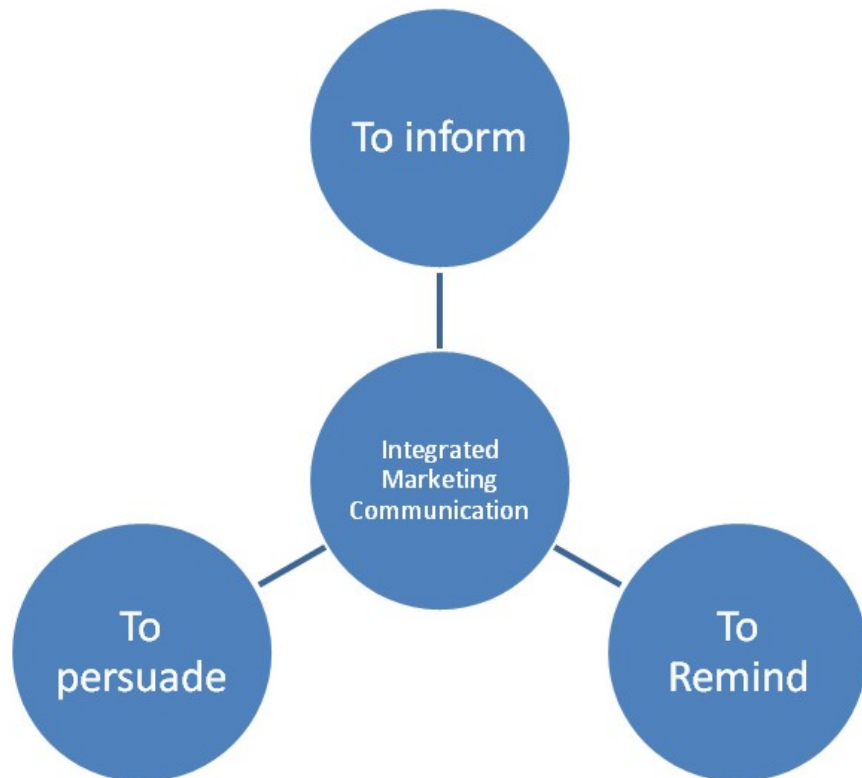 To inform
Integrated
Marketing
Communication
To
persuade
To
Remind